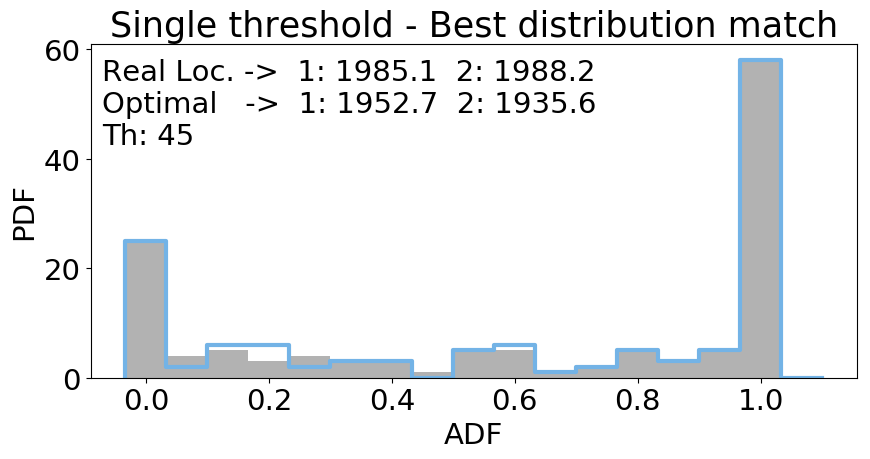 Single threshold - Best distribution match
Real Loc. -> 1: 1985.1 2: 1988.2
Optimal -> 1: 1952.7 2: 1935.6
Th: 45
60
40
20
0
PDF
0.0 0.2 0.4 0.6 0.8 1.0
ADF